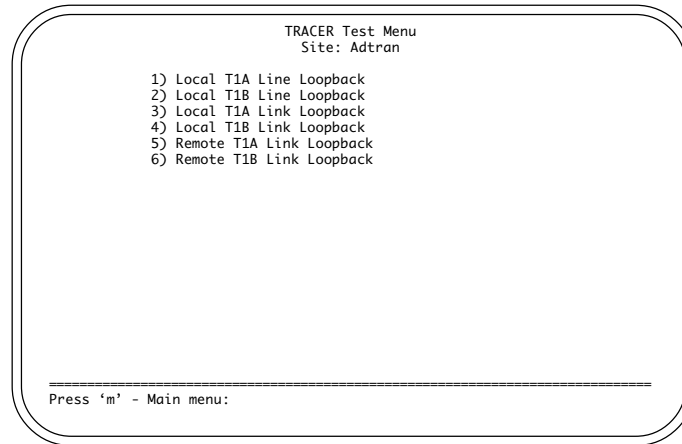 TRACER Test Menu
Site: Adtran
1) Local T1A Line Loopback
2) Local T1B Line Loopback
3) Local T1A Link Loopback
4) Local T1B Link Loopback
5) Remote T1A Link Loopback
6) Remote T1B Link Loopback
================================================================================
Press ‘m’ - Main menu: